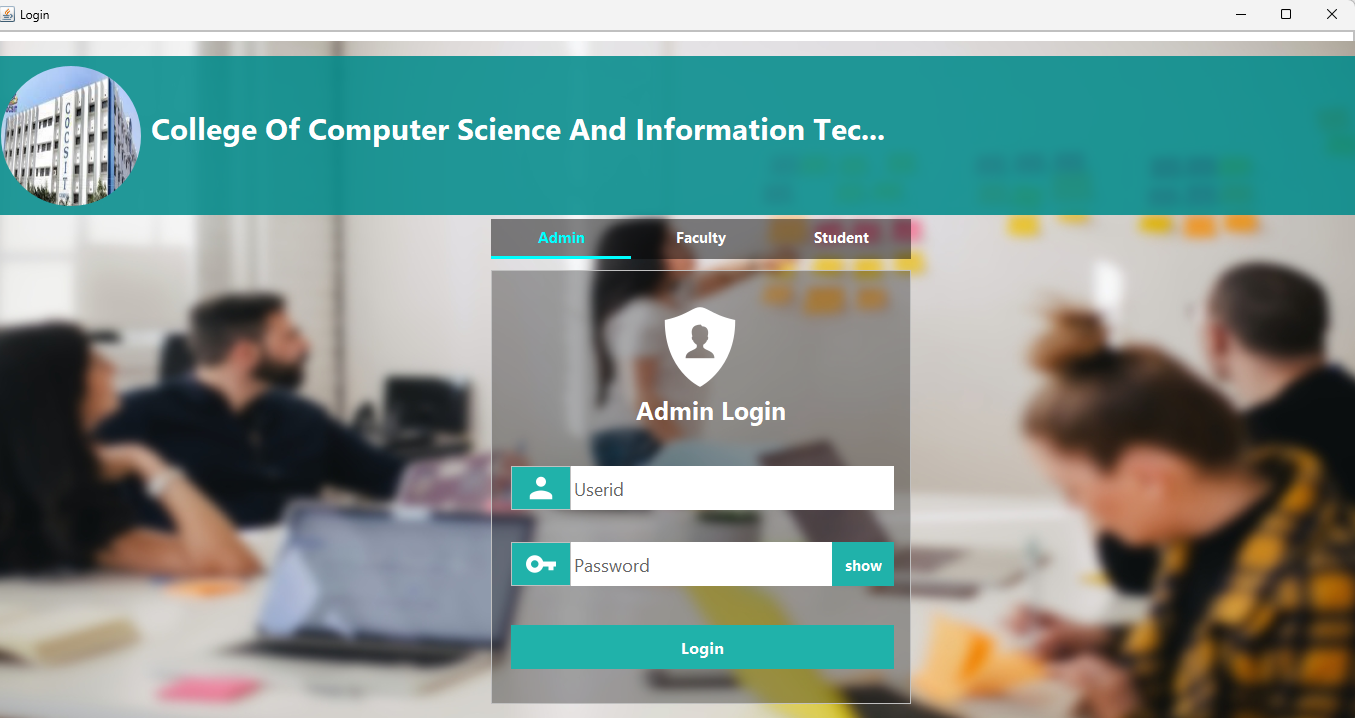 Login
COCSIT
College Of Computer Science And Information Tec...
Admin Faculty Student
Admin Login
Userid
Password show
Login